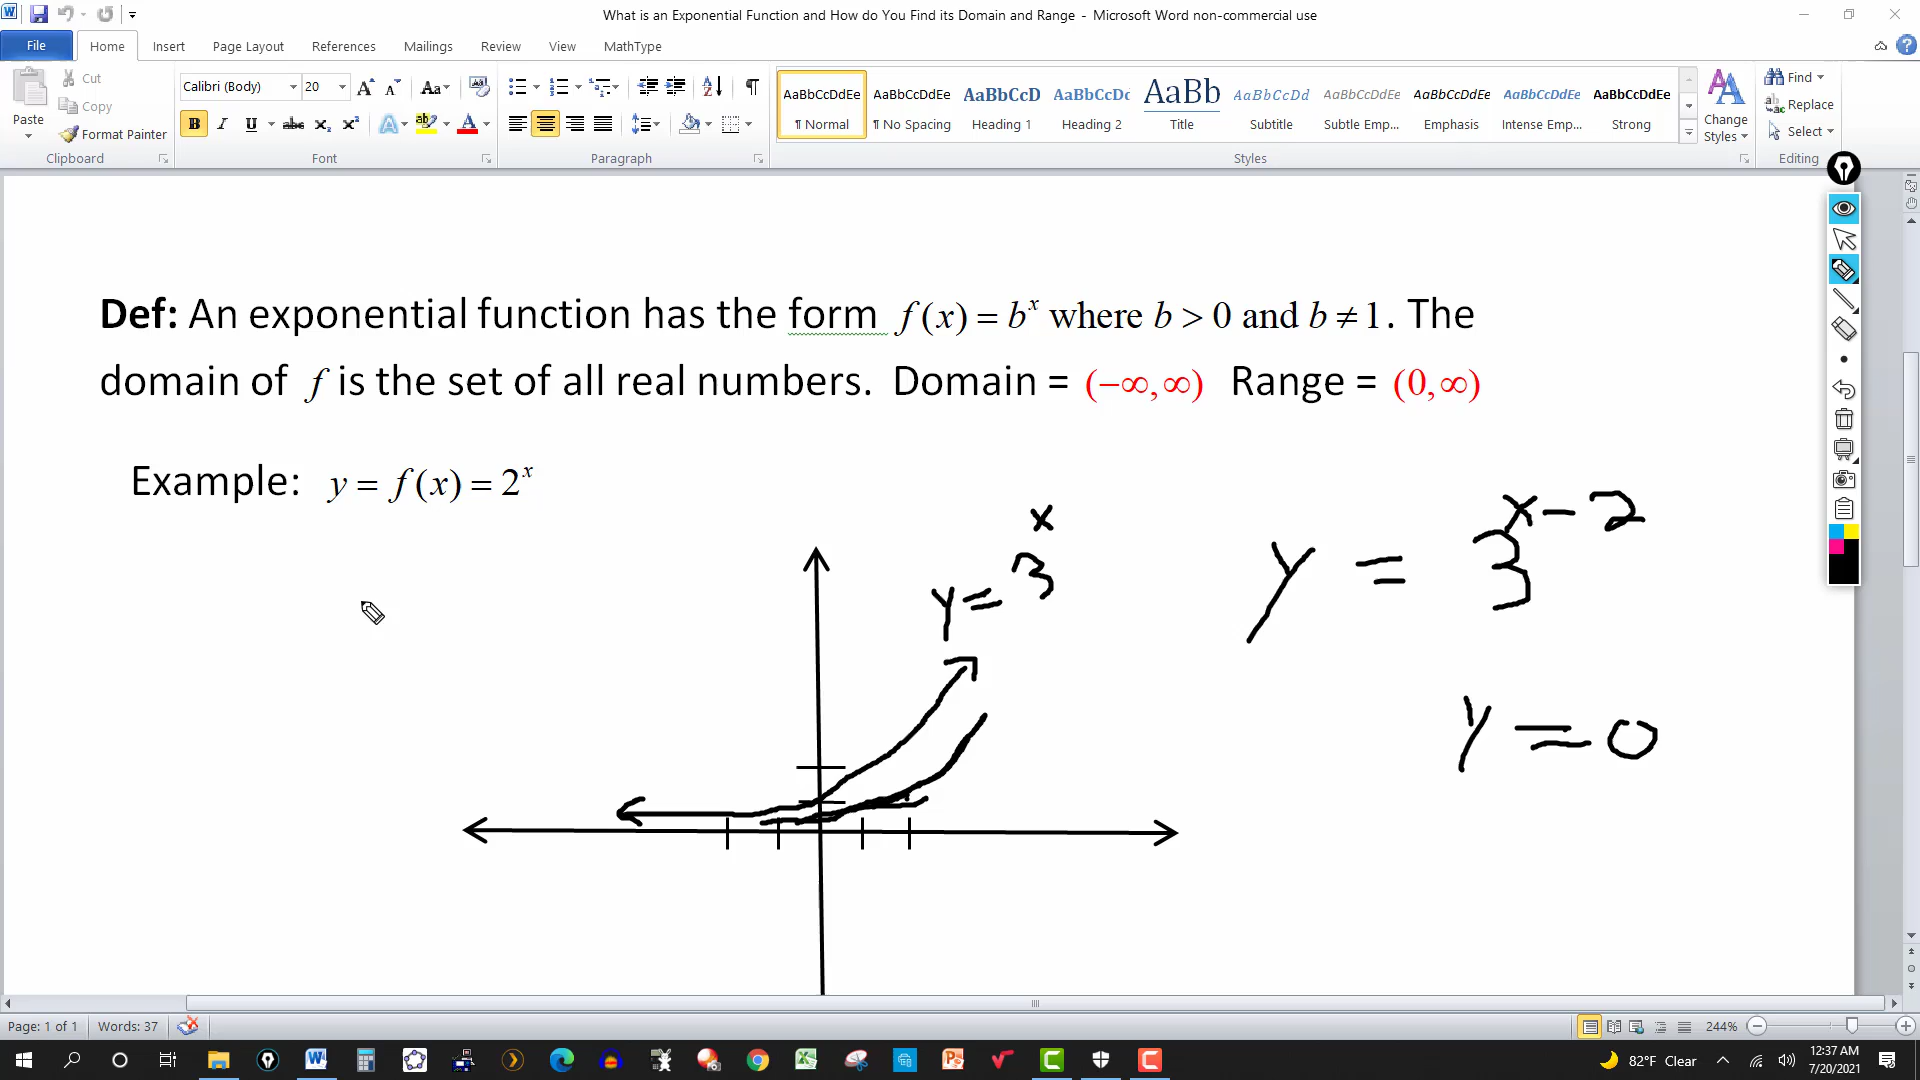 What is an Exponential Function and How do You Find its Domain and Range - Microsoft Word non-commercial use
File Home Insert Page Layout References Mailings Review View MathType
Paste Cut Copy Format Painter
Calibri (Body) 20
AaBbCcDdEe AaBbCcDdEe AaBbCcD AaBbCcDc AaBb AaBbCcDd AaBbCcDdEe AaBbCcDdEe AaBbCcDdEe AaBbCcDdEe
¶ Normal ¶ No Spacing Heading 1 Heading 2 Title Subtitle Subtle Emp... Emphasis Intense Emp... Strong
Change Styles
Find
Replace
Select
Clipboard Font Paragraph Styles Editing
Def: An exponential function has the form f(x) = bˣ where b > 0 and b ≠ 1. The
domain of f is the set of all real numbers. Domain = (−∞, ∞) Range = (0, ∞)
Example: y = f(x) = 2ˣ
y = 3ˣ
y = 3ˣ⁻²
y = 0
Page: 1 of 1 Words: 37 244%
82°F Clear 12:37 AM
7/20/2021